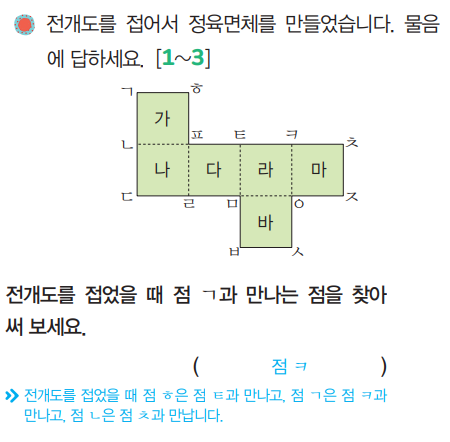 전개도를 접어서 정육면체를 만들었습니다. 물음
에 답하세요. [1~3]
ㄱ ㅎ
가
ㄴ ㅍ ㅌ ㅋ ㅊ
나 다 라 마
ㄷ ㄹ ㅁ ㅇ ㅈ
바
ㅂ ㅅ
전개도를 접었을 때 점 ㄱ과 만나는 점을 찾아
써 보세요.
( 점 ㅋ )
전개도를 접었을 때 점 ㅎ은 점 ㅌ과 만나고, 점 ㄱ은 점 ㅋ과
만나고, 점 ㄴ은 점 ㅊ과 만납니다.